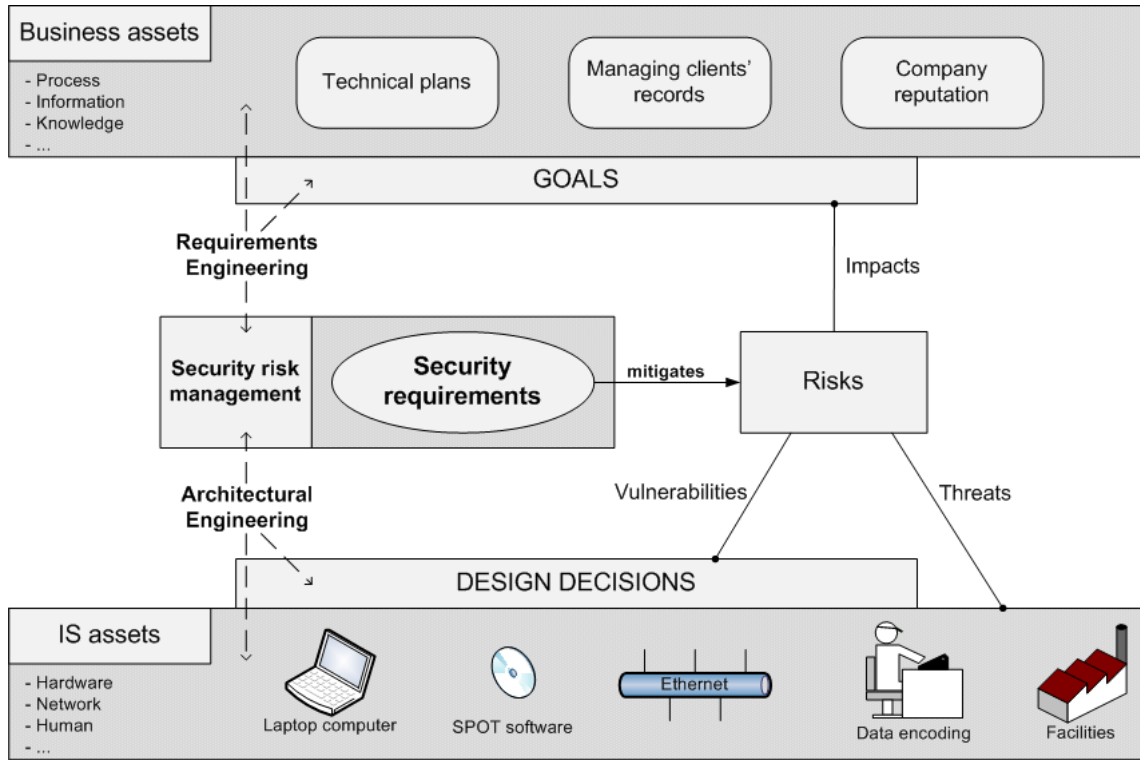 Business assets
- Process
- Information
- Knowledge
- ...
Technical plans
Managing clients'
records
Company
reputation
GOALS
Requirements
Engineering
Impacts
Security risk
management
Security
requirements
mitigates
Risks
Architectural
Engineering
Vulnerabilities
Threats
DESIGN DECISIONS
IS assets
- Hardware
- Network
- Human
- ...
Laptop computer
SPOT software
Ethernet
Data encoding
Facilities